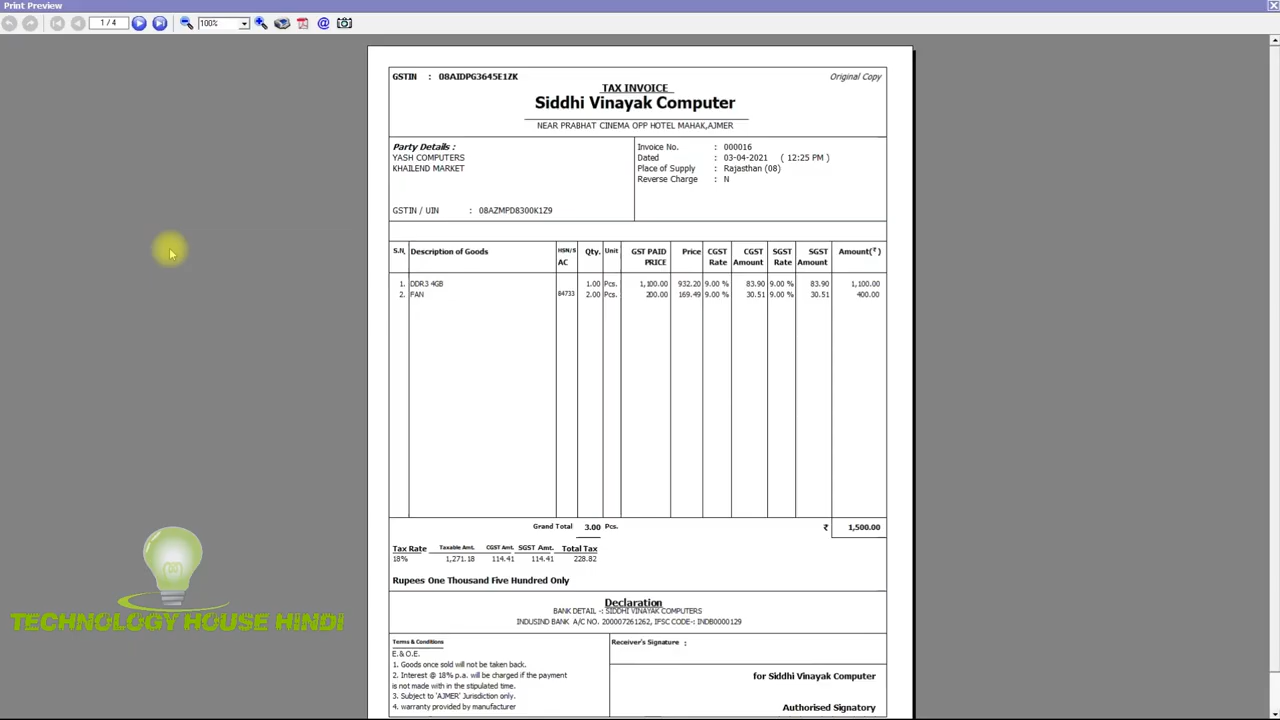 Print Preview
1 / 4
100%
GSTIN : 08AIDPG3645E1ZK
Original Copy
TAX INVOICE
Siddhi Vinayak Computer
NEAR PRABHAT CINEMA OPP HOTEL MAHAK,AJMER
Party Details :
YASH COMPUTERS
KHAILEND MARKET
GSTIN / UIN : 08AZMPD8300K1Z9
Invoice No. : 000016
Dated : 03-04-2021 ( 12:25 PM )
Place of Supply : Rajasthan (08)
Reverse Charge : N
S.N. Description of Goods HSN/S Qty. Unit GST PAID Price CGST CGST SGST SGST Amount(₹)
AC PRICE Rate Amount Rate Amount
1. DDR3 4GB 1.00 Pcs. 1,100.00 932.20 9.00 % 83.90 9.00 % 83.90 1,100.00
2. FAN 84733 2.00 Pcs. 200.00 169.49 9.00 % 30.51 9.00 % 30.51 400.00
Grand Total 3.00 Pcs. ₹ 1,500.00
Tax Rate Taxable Amt. CGST Amt. SGST Amt. Total Tax
18% 1,271.18 114.41 114.41 228.82
Rupees One Thousand Five Hundred Only
Declaration
BANK DETAIL -: SIDDHI VINAYAK COMPUTERS
INDUSIND BANK A/C NO. 200007261262, IFSC CODE-: INDB0000129
Terms & Conditions
E.& O.E.
1. Goods once sold will not be taken back.
2. Interest @ 18% p.a. will be charged if the payment
is not made with in the stipulated time.
3. Subject to 'AJMER' Jurisdiction only.
4. warranty provided by manufacturer
Receiver's Signature :
for Siddhi Vinayak Computer
Authorised Signatory
TECHNOLOGY HOUSE HINDI